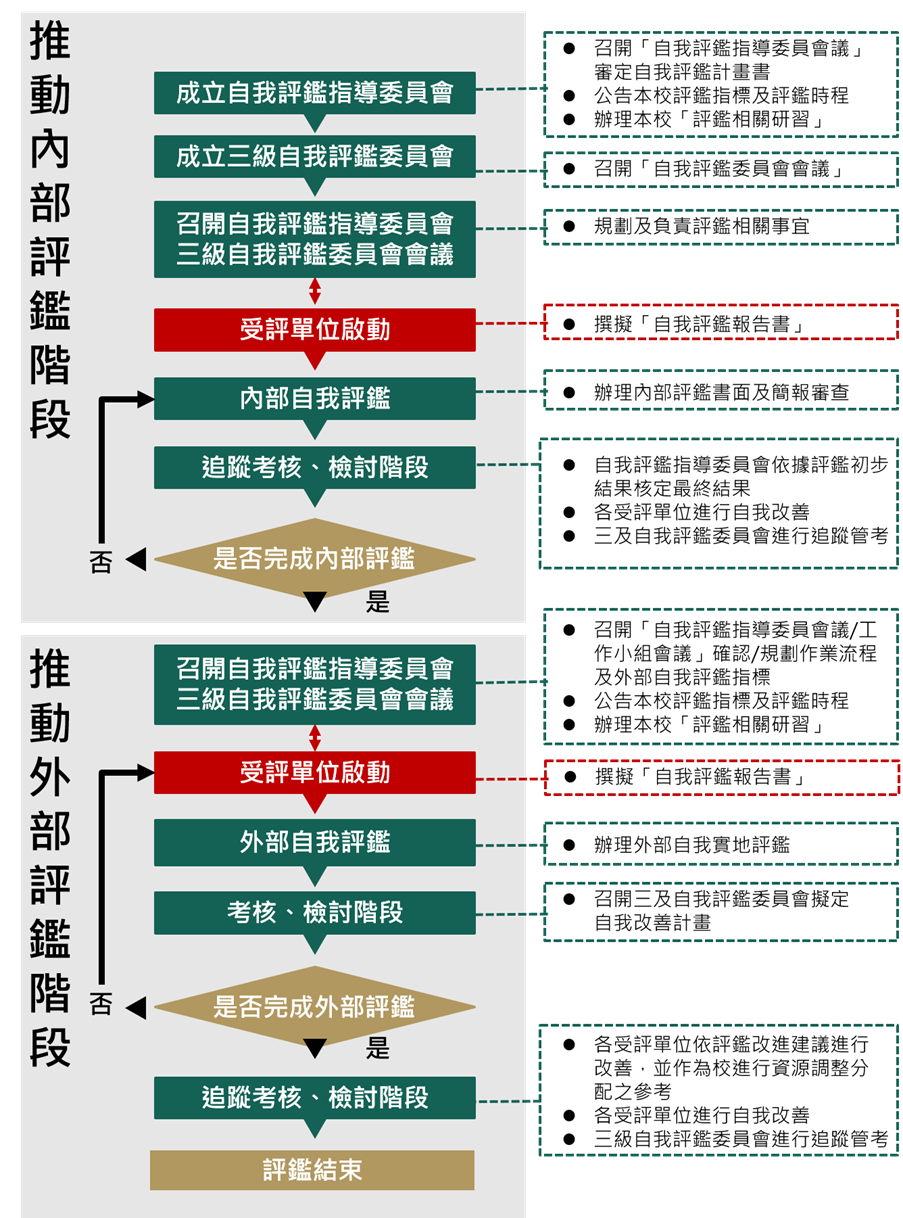 推動內部評鑑階段
成立自我評鑑指導委員會
● 召開「自我評鑑指導委員會議」
審定自我評鑑計畫書
● 公告本校評鑑指標及評鑑時程
● 辦理本校「評鑑相關研習」
成立三級自我評鑑委員會
● 召開「自我評鑑委員會會議」
召開自我評鑑指導委員會
三級自我評鑑委員會會議
● 規劃及負責評鑑相關事宜
受評單位啟動
● 撰擬「自我評鑑報告書」
內部自我評鑑
● 辦理內部評鑑書面及簡報審查
追蹤考核、檢討階段
● 自我評鑑指導委員會依據評鑑初步
結果核定最終結果
● 各受評單位進行自我改善
● 三及自我評鑑委員會進行追蹤管考
是否完成內部評鑑
否
是
推動外部評鑑階段
召開自我評鑑指導委員會
三級自我評鑑委員會會議
● 召開「自我評鑑指導委員會議/工
作小組會議」確認/規劃作業流程
及外部自我評鑑指標
● 公告本校評鑑指標及評鑑時程
● 辦理本校「評鑑相關研習」
受評單位啟動
● 撰擬「自我評鑑報告書」
外部自我評鑑
● 辦理外部自我實地評鑑
考核、檢討階段
● 召開三及自我評鑑委員會擬定
自我改善計畫
是否完成外部評鑑
否
是
追蹤考核、檢討階段
● 各受評單位依評鑑改進建議進行
改善，並作為校進行資源調整分
配之參考
● 各受評單位進行自我改善
● 三級自我評鑑委員會進行追蹤管考
評鑑結束